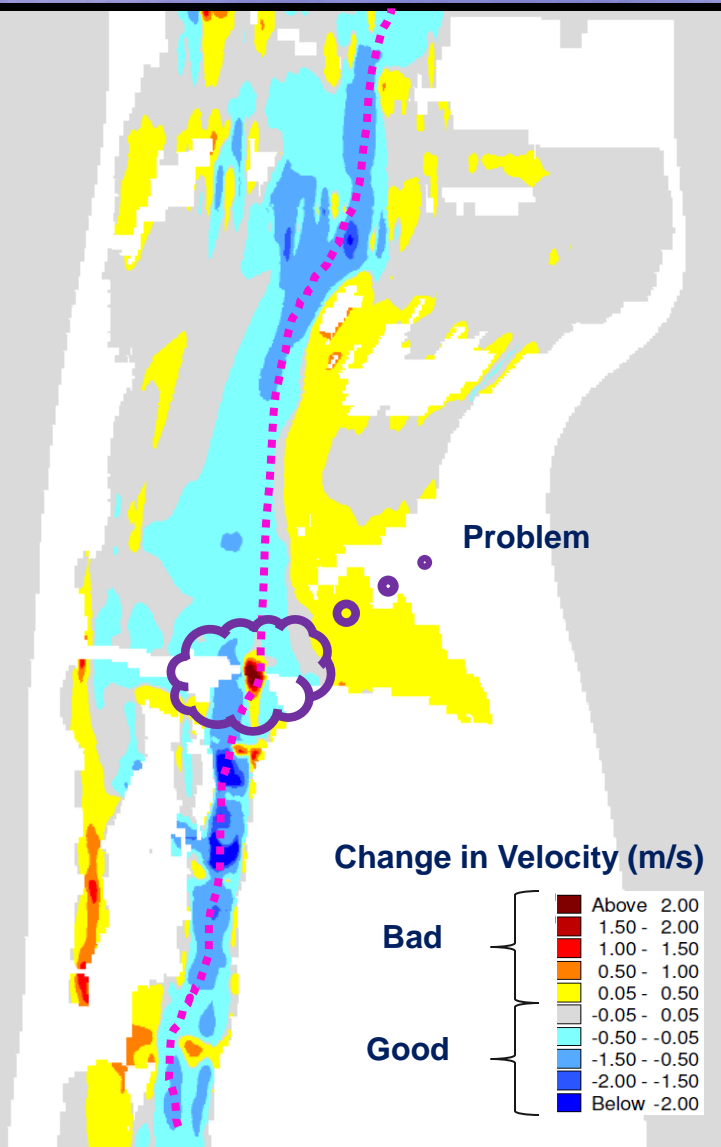 Problem
Change in Velocity (m/s)
Bad
Good
Above 2.00
1.50 - 2.00
1.00 - 1.50
0.50 - 1.00
0.05 - 0.50
-0.05 - 0.05
-0.50 - -0.05
-1.50 - -0.50
-2.00 - -1.50
Below -2.00